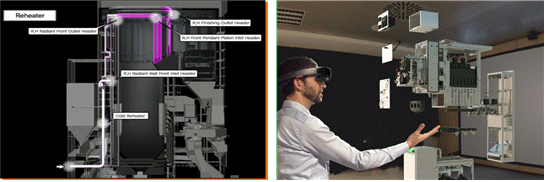 Reheater
R.H Finishing Outlet Header
R.H Radiant Front Outlet Header
R.H Front Pendant Platen Inlet Header
R.H Radiant Wall Front Inlet Header
Cold Reheater